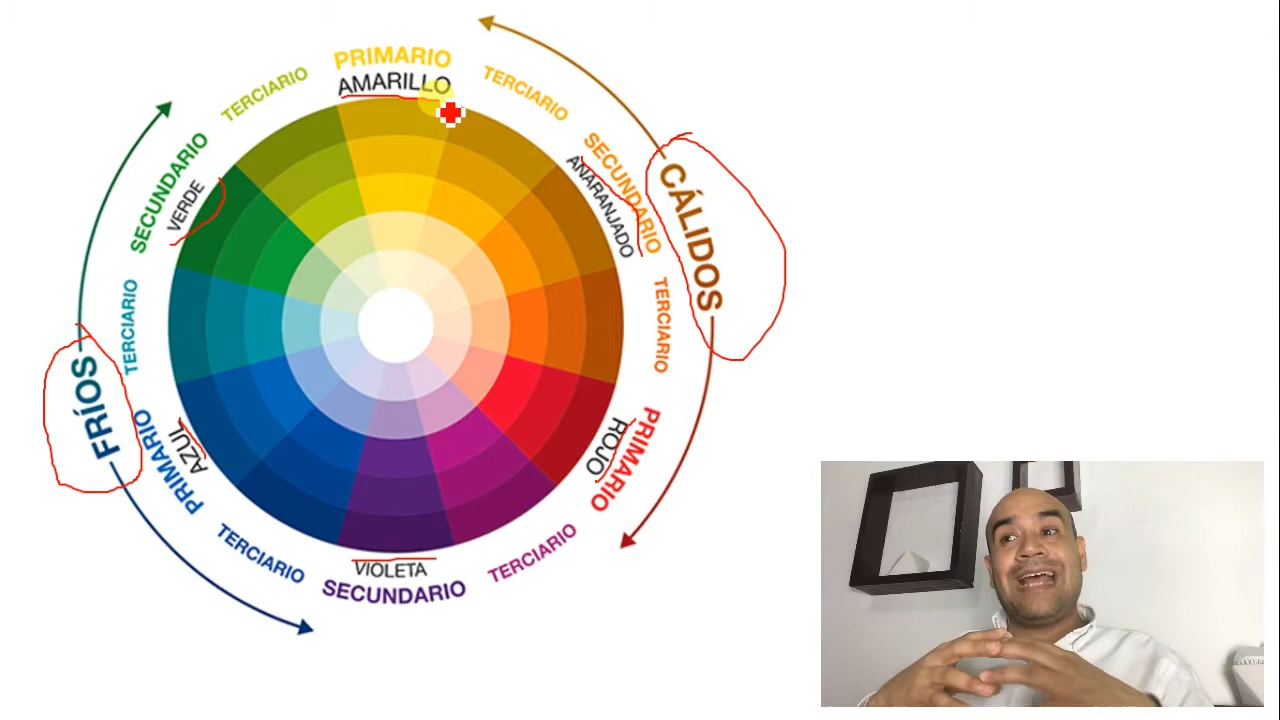 PRIMARIO
AMARILLO
TERCIARIO
SECUNDARIO
ANARANJADO
CÁLIDOS
TERCIARIO
PRIMARIO
ROJO
TERCIARIO
VIOLETA
SECUNDARIO
TERCIARIO
PRIMARIO
AZUL
FRÍOS
TERCIARIO
SECUNDARIO
VERDE
TERCIARIO